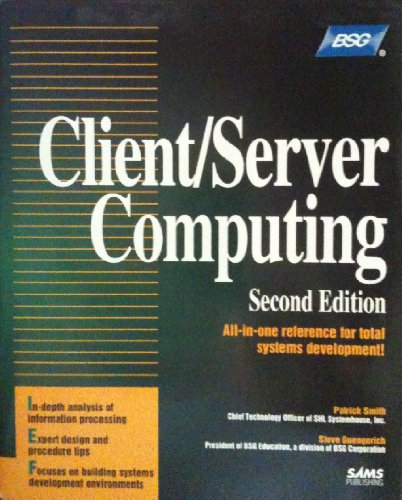 BSG®
Client/Server
Computing
Second Edition
All-in-one reference for total
systems development!
In-depth analysis of
information processing
Expert design and
procedure tips
Focuses on building systems
development environments
Patrick Smith
Chief Technology Officer of SHL Systemhouse, Inc.
Steve Guengerich
President of BSG Education, a division of BSG Corporation
SAMS
PUBLISHING